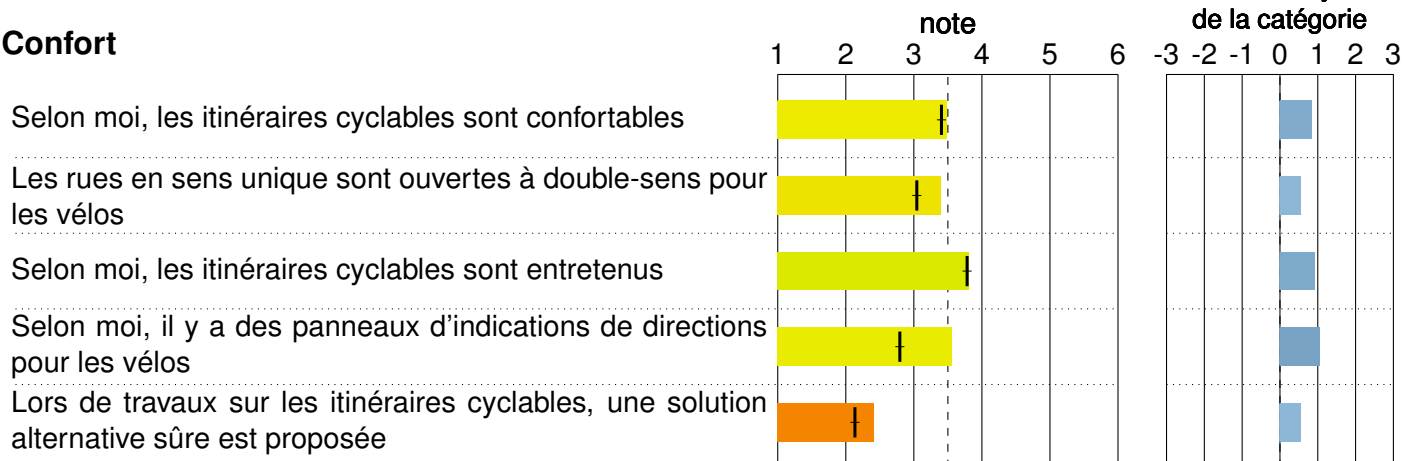 note
de la catégorie
Confort
1 2 3 4 5 6
-3 -2 -1 0 1 2 3
Selon moi, les itinéraires cyclables sont confortables
Les rues en sens unique sont ouvertes à double-sens pour
les vélos
Selon moi, les itinéraires cyclables sont entretenus
Selon moi, il y a des panneaux d'indications de directions
pour les vélos
Lors de travaux sur les itinéraires cyclables, une solution
alternative sûre est proposée